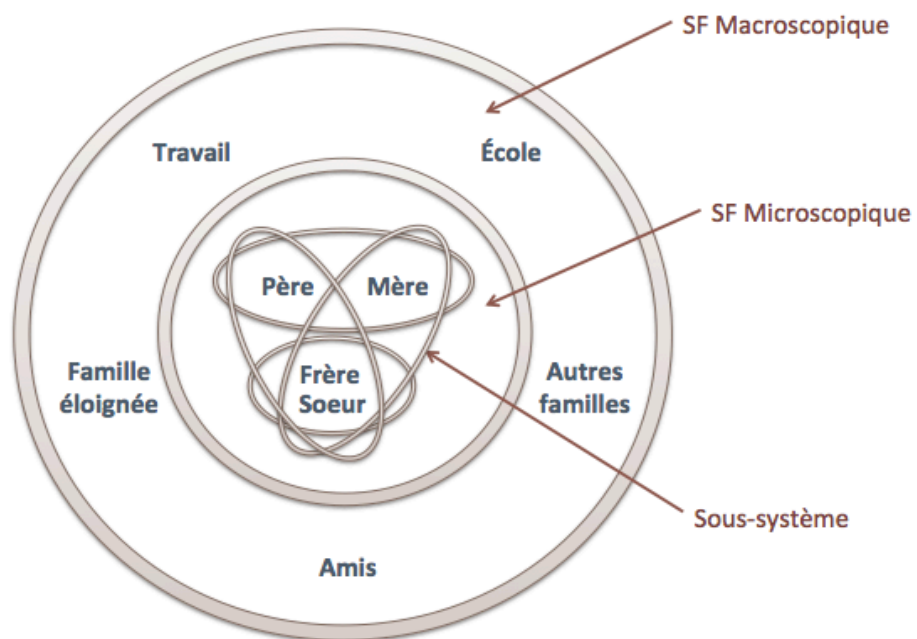 SF Macroscopique
Travail
École
SF Microscopique
Père
Mère
Famille
éloignée
Frère
Soeur
Autres
familles
Sous-système
Amis